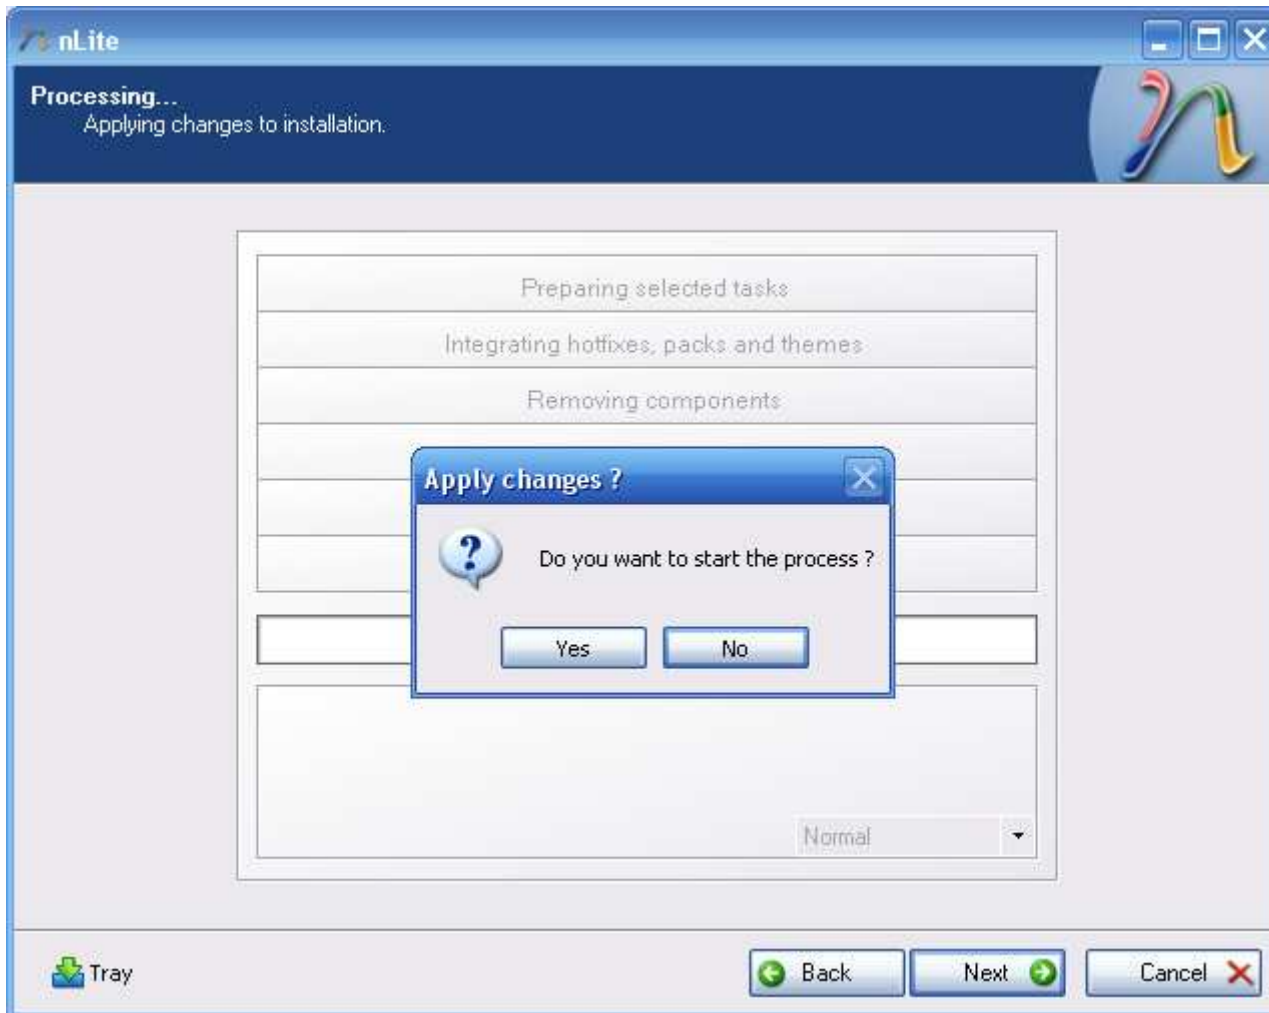 nLite
Processing...
Applying changes to installation.
Preparing selected tasks
Integrating hotfixes, packs and themes
Removing components
Apply changes ?
Do you want to start the process ?
Yes
No
Normal
Tray
Back
Next
Cancel